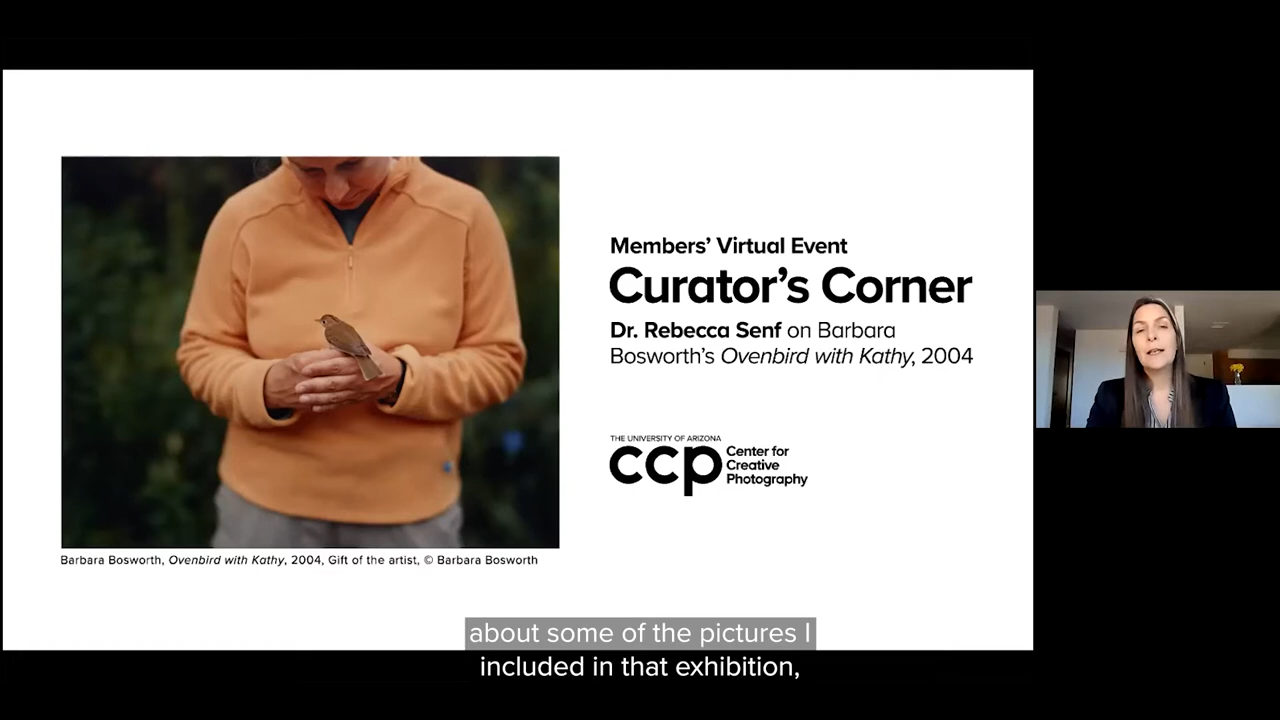 Members’ Virtual Event
Curator’s Corner
Dr. Rebecca Senf on Barbara
Bosworth’s Ovenbird with Kathy, 2004
THE UNIVERSITY OF ARIZONA
ccp
Center for
Creative
Photography
Barbara Bosworth, Ovenbird with Kathy, 2004, Gift of the artist, © Barbara Bosworth
about some of the pictures I
included in that exhibition,